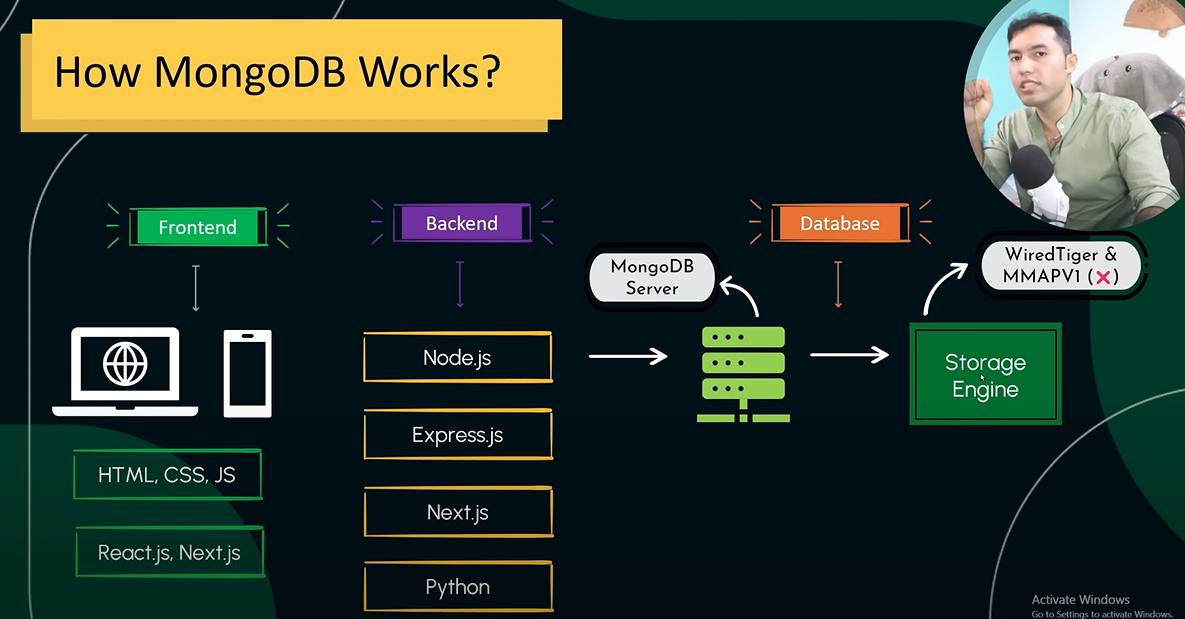 How MongoDB Works?
Frontend
Backend
Database
MongoDB
Server
WiredTiger &
MMAPV1 (❌)
Node.js
Storage
Engine
Express.js
HTML, CSS, JS
Next.js
React.js, Next.js
Python
Activate Windows
Go to Settings to activate Windows.